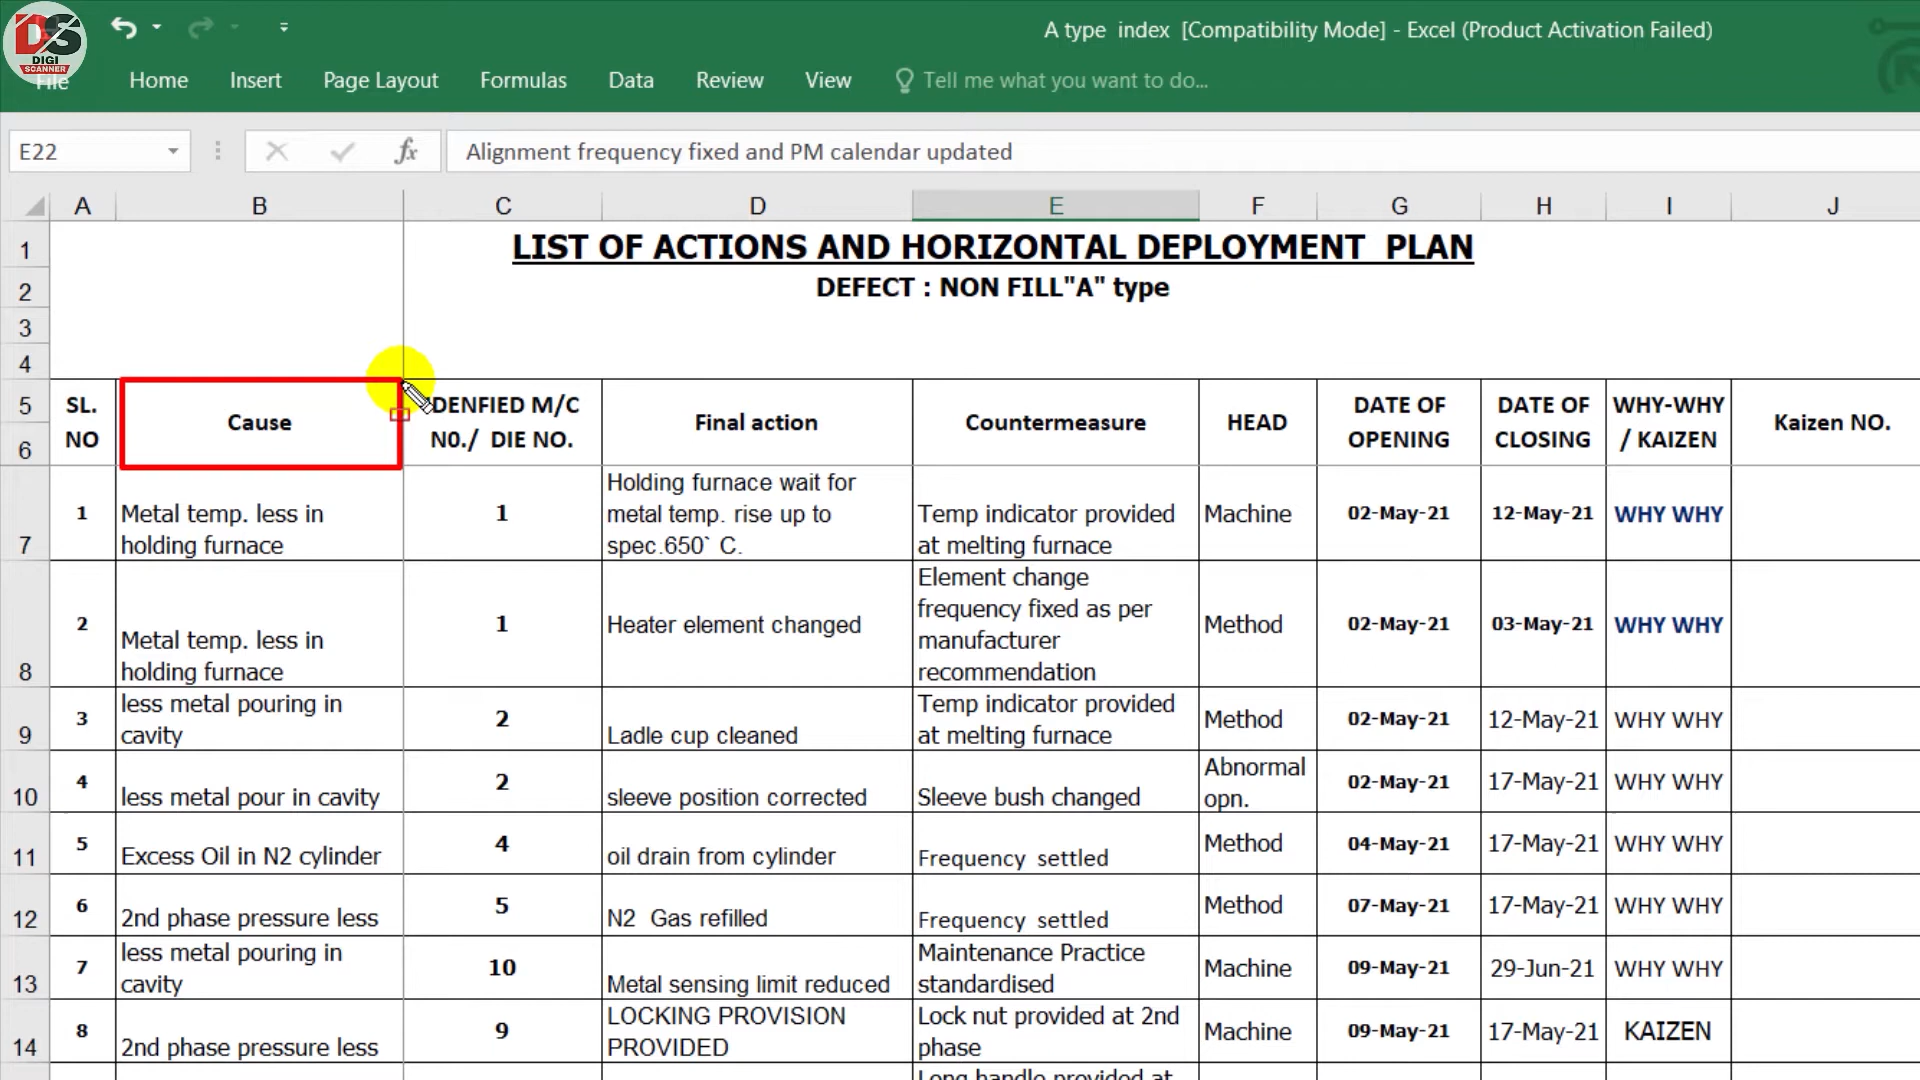 DS
DIGI
SCANNER
A type index [Compatibility Mode] - Excel (Product Activation Failed)
File Home Insert Page Layout Formulas Data Review View Tell me what you want to do...
E22 fx Alignment frequency fixed and PM calendar updated
A B C D E F G H I J
1 LIST OF ACTIONS AND HORIZONTAL DEPLOYMENT PLAN
2 DEFECT : NON FILL"A" type
3
4
5 SL. DENFIED M/C DATE OF DATE OF WHY-WHY
Cause Final action Countermeasure HEAD Kaizen NO.
6 NO N0./ DIE NO. OPENING CLOSING / KAIZEN
Holding furnace wait for
1 Metal temp. less in 1 metal temp. rise up to Temp indicator provided Machine 02-May-21 12-May-21 WHY WHY
7 holding furnace spec.650` C. at melting furnace
Element change
frequency fixed as per
2 Metal temp. less in 1 Heater element changed manufacturer Method 02-May-21 03-May-21 WHY WHY
8 holding furnace recommendation
less metal pouring in Temp indicator provided
9 3 cavity 2 Ladle cup cleaned at melting furnace Method 02-May-21 12-May-21 WHY WHY
Abnormal
10 4 less metal pour in cavity 2 sleeve position corrected Sleeve bush changed opn. 02-May-21 17-May-21 WHY WHY
11 5 Excess Oil in N2 cylinder 4 oil drain from cylinder Frequency settled Method 04-May-21 17-May-21 WHY WHY
12 6 2nd phase pressure less 5 N2 Gas refilled Frequency settled Method 07-May-21 17-May-21 WHY WHY
less metal pouring in Maintenance Practice
13 7 cavity 10 Metal sensing limit reduced standardised Machine 09-May-21 29-Jun-21 WHY WHY
LOCKING PROVISION Lock nut provided at 2nd
14 8 2nd phase pressure less 9 PROVIDED phase Machine 09-May-21 17-May-21 KAIZEN
Long handle provided at